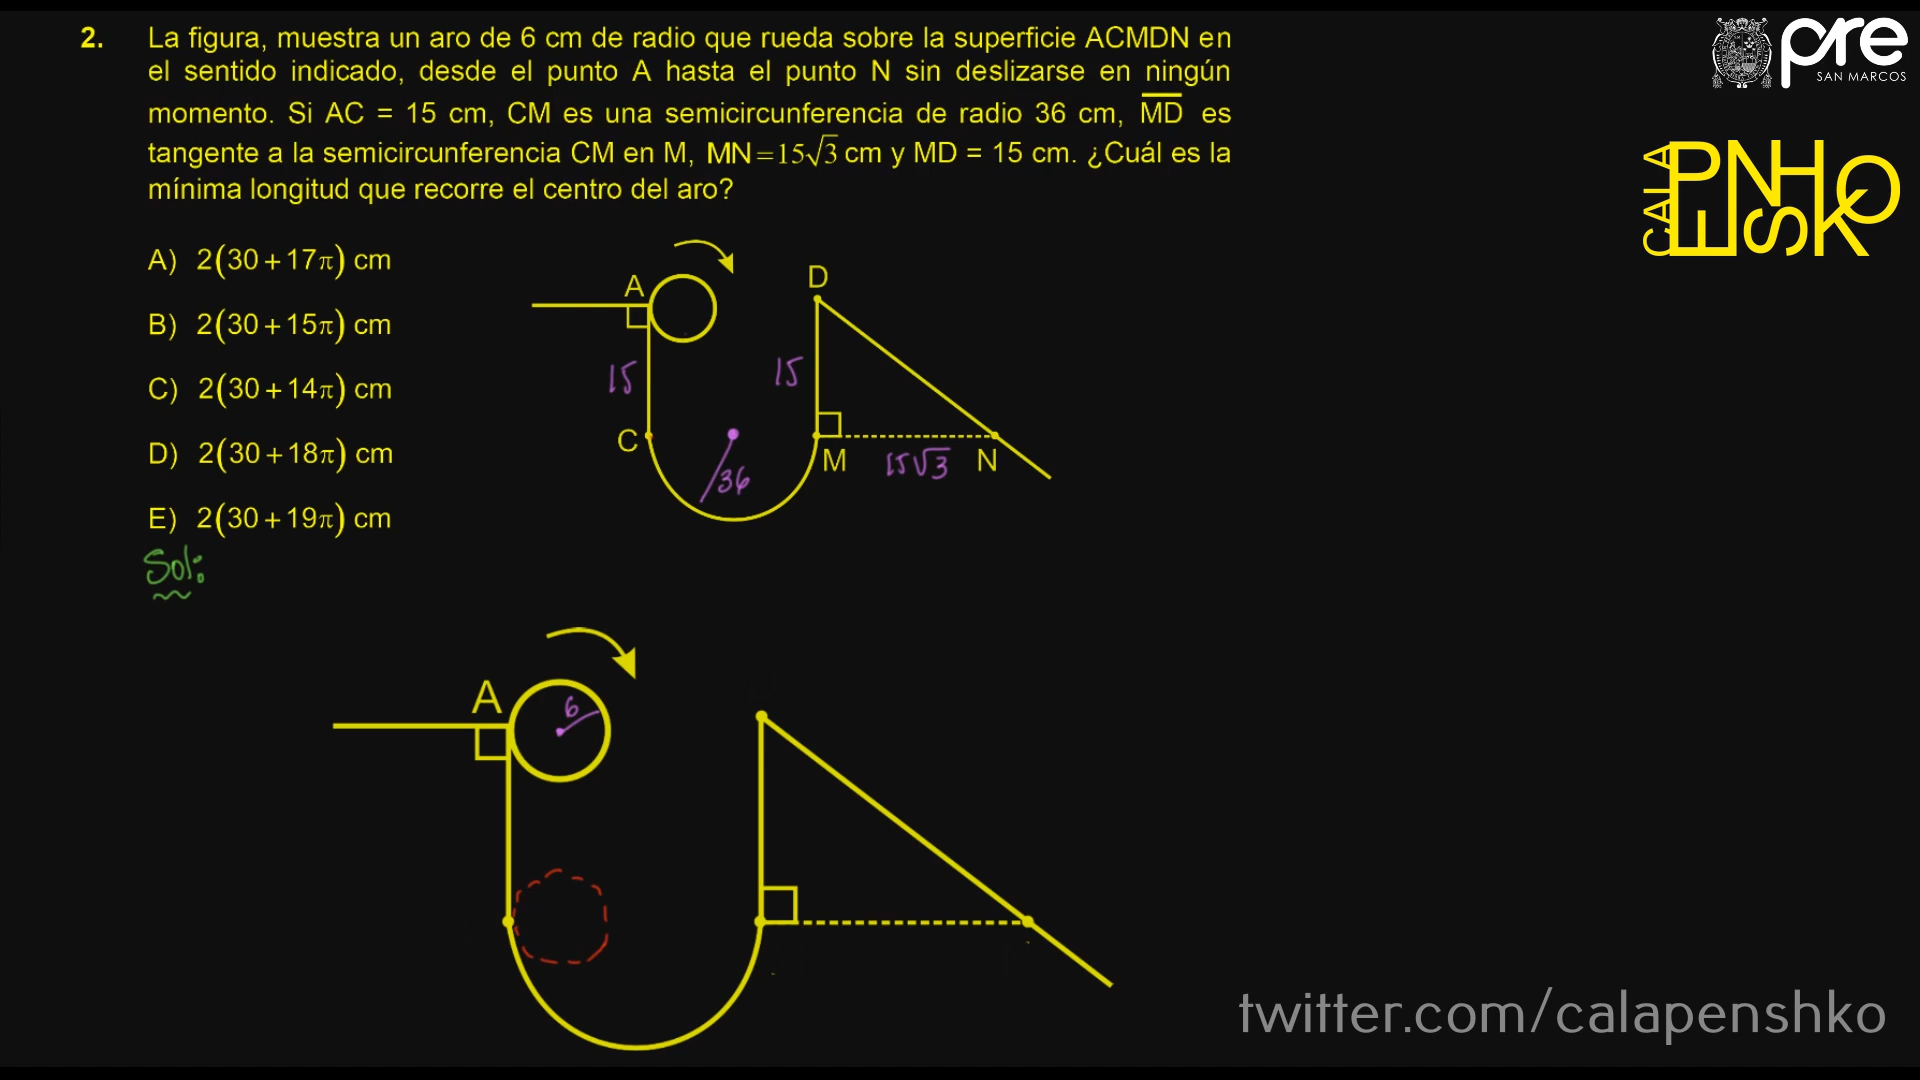 2. La figura, muestra un aro de 6 cm de radio que rueda sobre la superficie ACMDN en
el sentido indicado, desde el punto A hasta el punto N sin deslizarse en ningún
momento. Si AC = 15 cm, CM es una semicircunferencia de radio 36 cm, MD es
tangente a la semicircunferencia CM en M, MN=15√3 cm y MD = 15 cm. ¿Cuál es la
mínima longitud que recorre el centro del aro?
A) 2(30+17π) cm
B) 2(30+15π) cm
C) 2(30+14π) cm
D) 2(30+18π) cm
E) 2(30+19π) cm
A
D
15
15
C
36
M
15√3
N
Sol:
A
6
pre
SAN MARCOS
CALA
PENSHKO
twitter.com/calapenshko